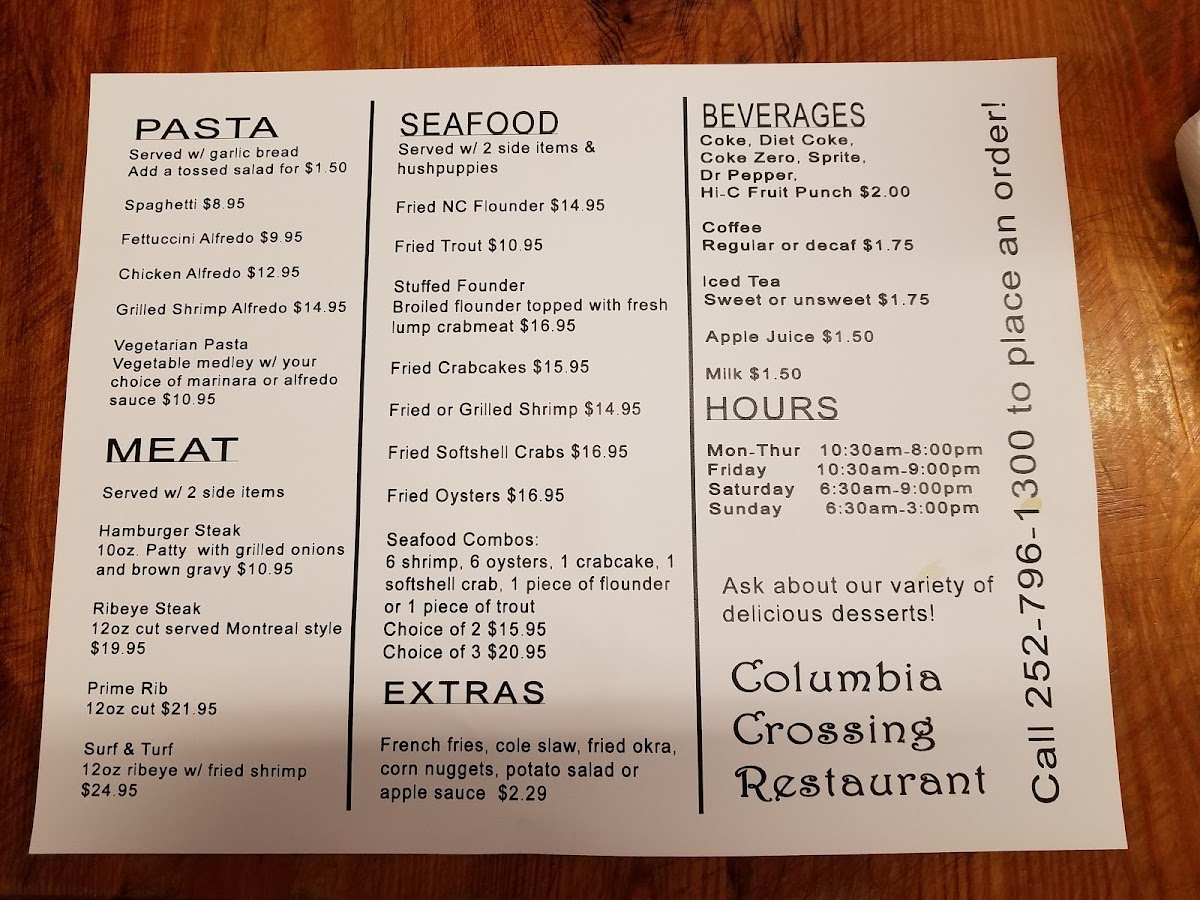 PASTA
Served w/ garlic bread
Add a tossed salad for $1.50
Spaghetti $8.95
Fettuccini Alfredo $9.95
Chicken Alfredo $12.95
Grilled Shrimp Alfredo $14.95
Vegetarian Pasta
Vegetable medley w/ your
choice of marinara or alfredo
sauce $10.95
MEAT
Served w/ 2 side items
Hamburger Steak
10oz. Patty with grilled onions
and brown gravy $10.95
Ribeye Steak
12oz cut served Montreal style
$19.95
Prime Rib
12oz cut $21.95
Surf & Turf
12oz ribeye w/ fried shrimp
$24.95
SEAFOOD
Served w/ 2 side items &
hushpuppies
Fried NC Flounder $14.95
Fried Trout $10.95
Stuffed Founder
Broiled flounder topped with fresh
lump crabmeat $16.95
Fried Crabcakes $15.95
Fried or Grilled Shrimp $14.95
Fried Softshell Crabs $16.95
Fried Oysters $16.95
Seafood Combos:
6 shrimp, 6 oysters, 1 crabcake, 1
softshell crab, 1 piece of flounder
or 1 piece of trout
Choice of 2 $15.95
Choice of 3 $20.95
EXTRAS
French fries, cole slaw, fried okra,
corn nuggets, potato salad or
apple sauce $2.29
BEVERAGES
Coke, Diet Coke,
Coke Zero, Sprite,
Dr Pepper,
Hi-C Fruit Punch $2.00
Coffee
Regular or decaf $1.75
Iced Tea
Sweet or unsweet $1.75
Apple Juice $1.50
Milk $1.50
HOURS
Mon-Thur 10:30am-8:00pm
Friday 10:30am-9:00pm
Saturday 6:30am-9:00pm
Sunday 6:30am-3:00pm
Ask about our variety of
delicious desserts!
Columbia
Crossing
Restaurant
Call 252-796-1300 to place an order!